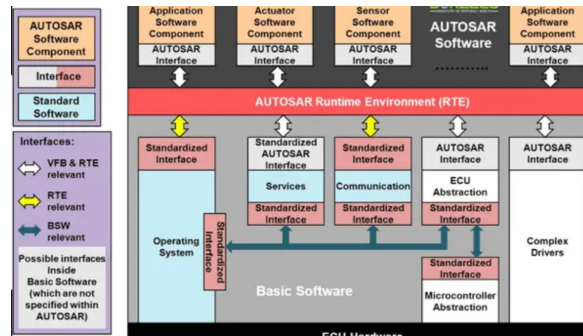 AUTOSAR
Software
Component
Interface
Standard
Software
Interfaces:
VFB & RTE
relevant
RTE
relevant
BSW
relevant
Possible interfaces
Inside
Basic Software
(which are not
specified within
AUTOSAR)
Application
Software
Component
AUTOSAR
Interface
Actuator
Software
Component
AUTOSAR
Interface
Sensor
Software
Component
AUTOSAR
Interface
AUTOSAR
Software
..............
Application
Software
Component
AUTOSAR
Interface
AUTOSAR Runtime Environment (RTE)
Standardized
Interface
Operating
System
Standardized
Interface
Standardized
AUTOSAR
Interface
Services
Standardized
Interface
Standardized
Interface
Communication
Standardized
Interface
AUTOSAR
Interface
ECU
Abstraction
Standardized
Interface
Standardized
Interface
Microcontroller
Abstraction
AUTOSAR
Interface
Complex
Drivers
Basic Software
ECU Hardware